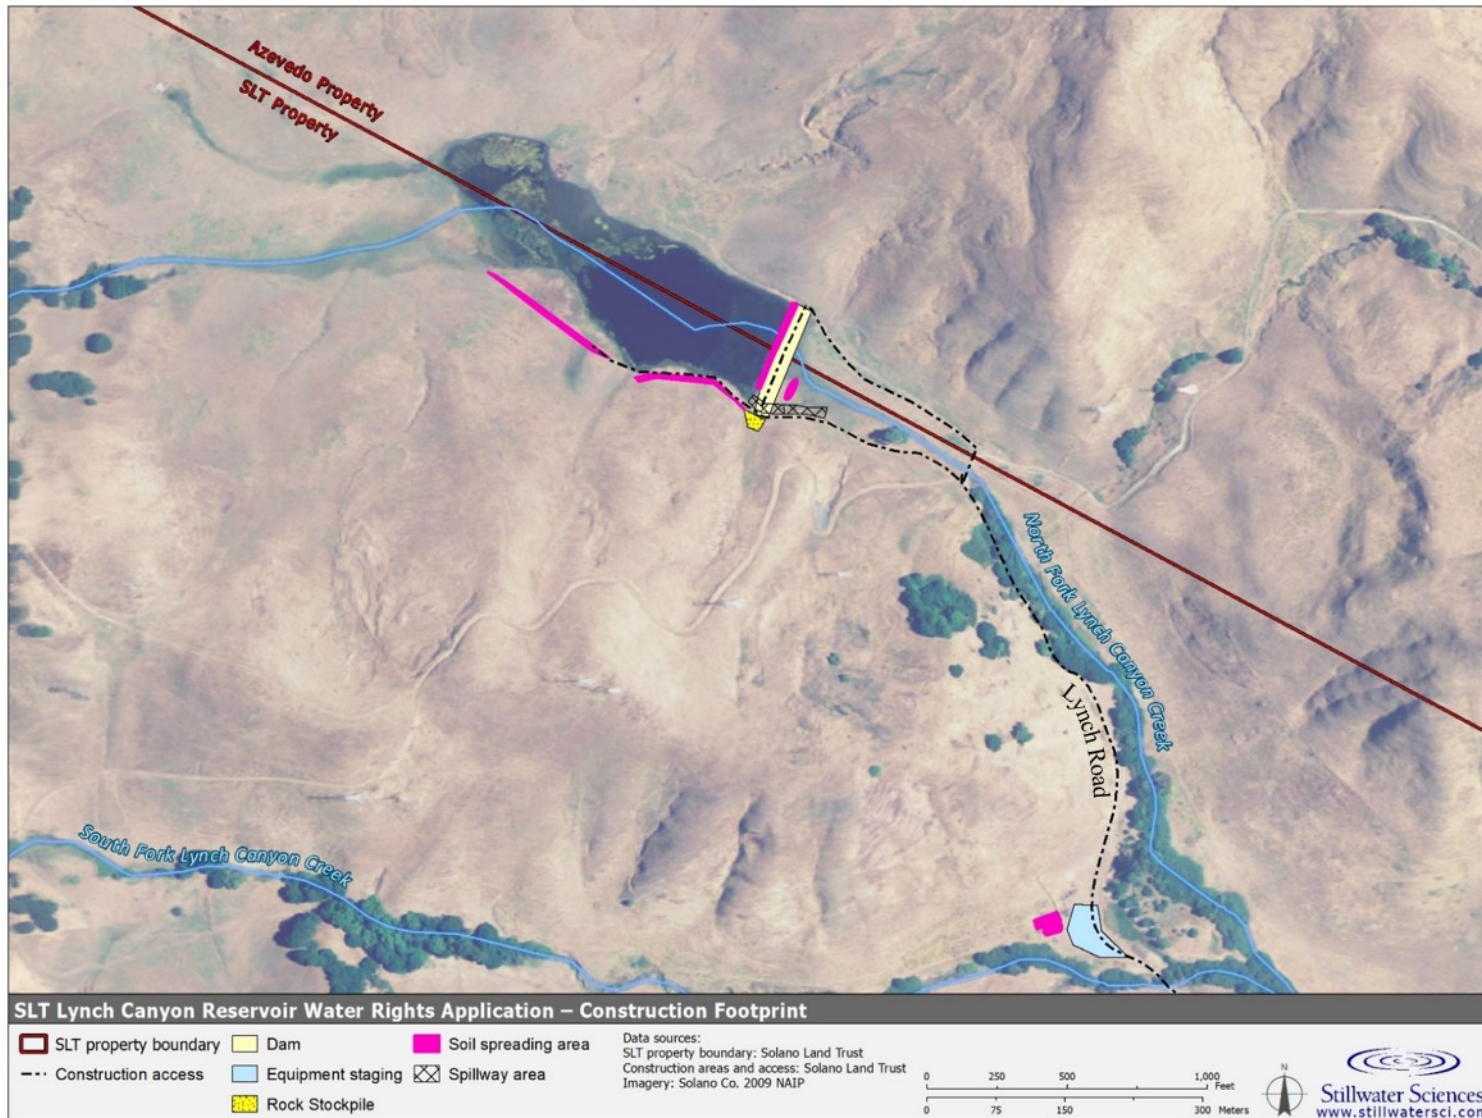 Azevedo Property
SLT Property
North Fork Lynch Canyon Creek
Lynch Road
South Fork Lynch Canyon Creek
SLT Lynch Canyon Reservoir Water Rights Application – Construction Footprint
SLT property boundary
Dam
Soil spreading area
Construction access
Equipment staging
Spillway area
Rock Stockpile
Data sources:
SLT property boundary: Solano Land Trust
Construction areas and access: Solano Land Trust
Imagery: Solano Co. 2009 NAIP
0 250 500 1,000
Feet
0 75 150 300
Meters
N
Stillwater Sciences
www.stillwatersci.com